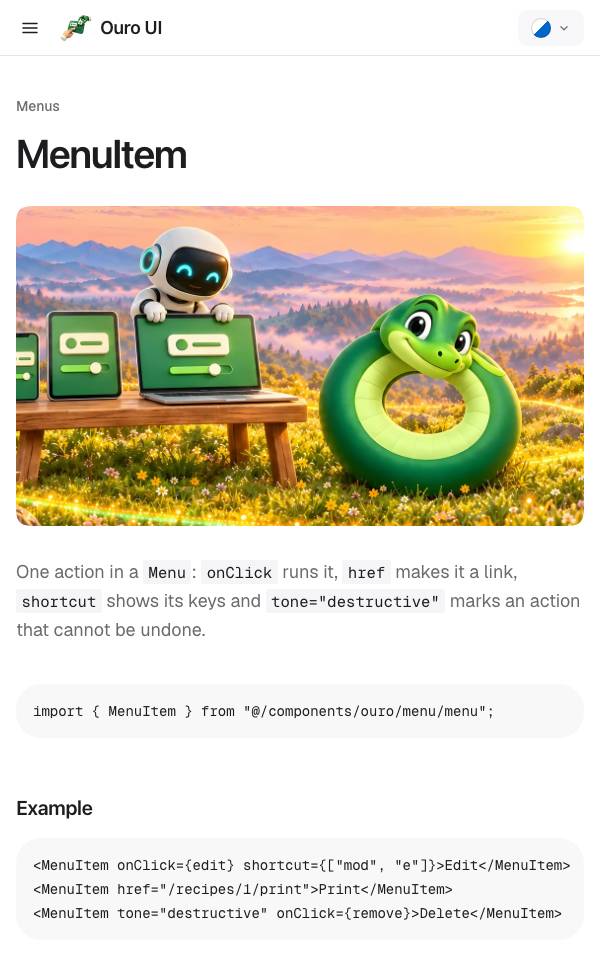 Ouro UI
Menus
MenuItem
One action in a Menu: onClick runs it, href makes it a link,
shortcut shows its keys and tone="destructive" marks an action
that cannot be undone.
import { MenuItem } from "@/components/ouro/menu/menu";
Example
<MenuItem onClick={edit} shortcut={["mod", "e"]}>Edit</MenuItem>
<MenuItem href="/recipes/1/print">Print</MenuItem>
<MenuItem tone="destructive" onClick={remove}>Delete</MenuItem>